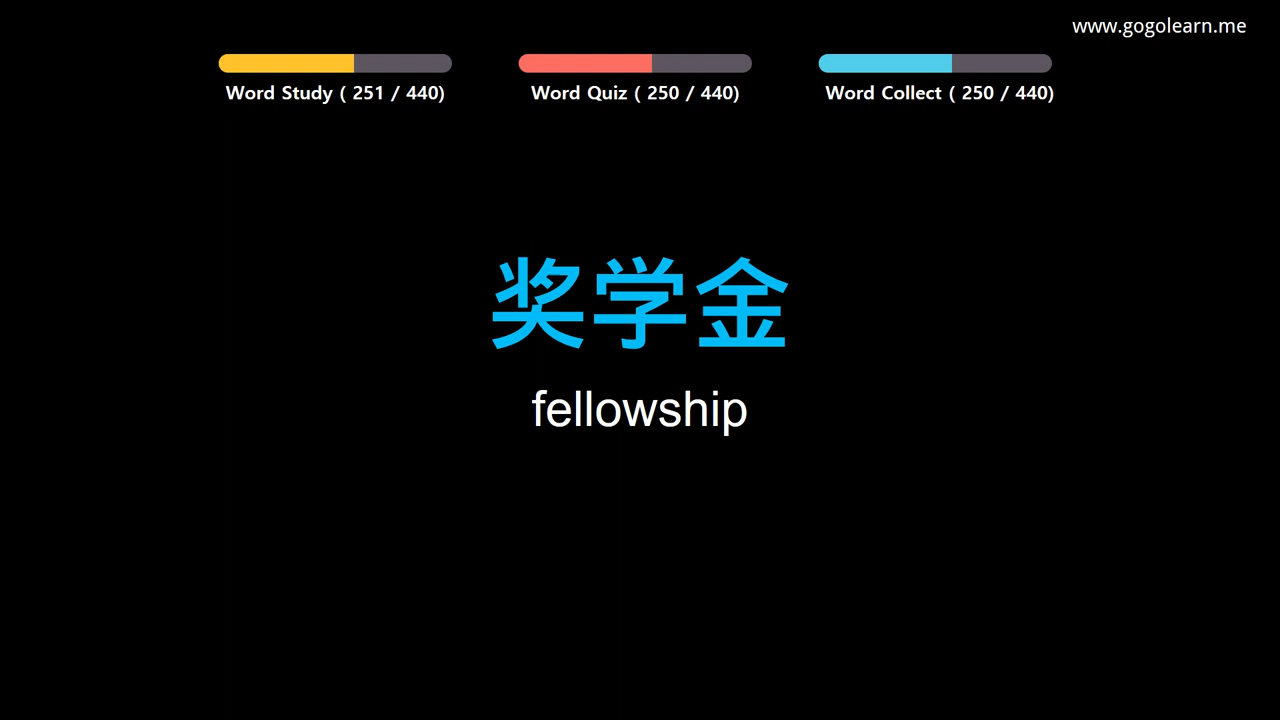 www.gogolearn.me
Word Study ( 251 / 440)
Word Quiz ( 250 / 440)
Word Collect ( 250 / 440)
奖学金
fellowship